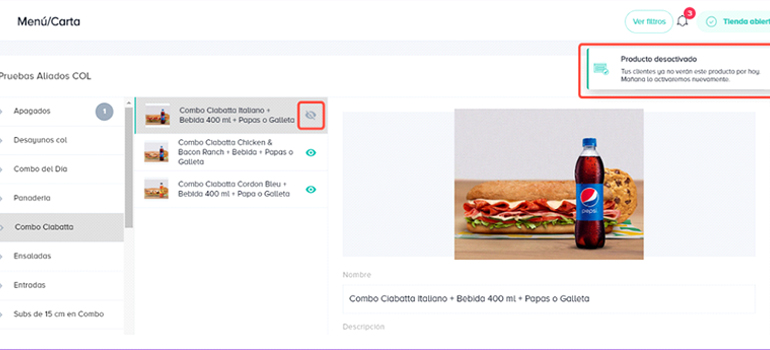 Menú/Carta
Ver filtros
3
Tienda abiert
Producto desactivado
Tus clientes ya no verán este producto por hoy.
Mañana lo activaremos nuevamente.
Pruebas Aliados COL
Apagados
1
Desayunos col
Combo del Día
Panadería
Combo Ciabatta
Ensaladas
Entradas
Subs de 15 cm en Combo
Combo Ciabatta Italiano +
Bebida 400 ml + Papas o Galleta
Combo Ciabatta Chicken &
Bacon Ranch + Bebida + Papas o
Galleta
Combo Ciabatta Cordon Bleu +
Bebida 400 ml + Papa o Galleta
pepsi
Nombre
Combo Ciabatta Italiano + Bebida 400 ml + Papas o Galleta
Descripción